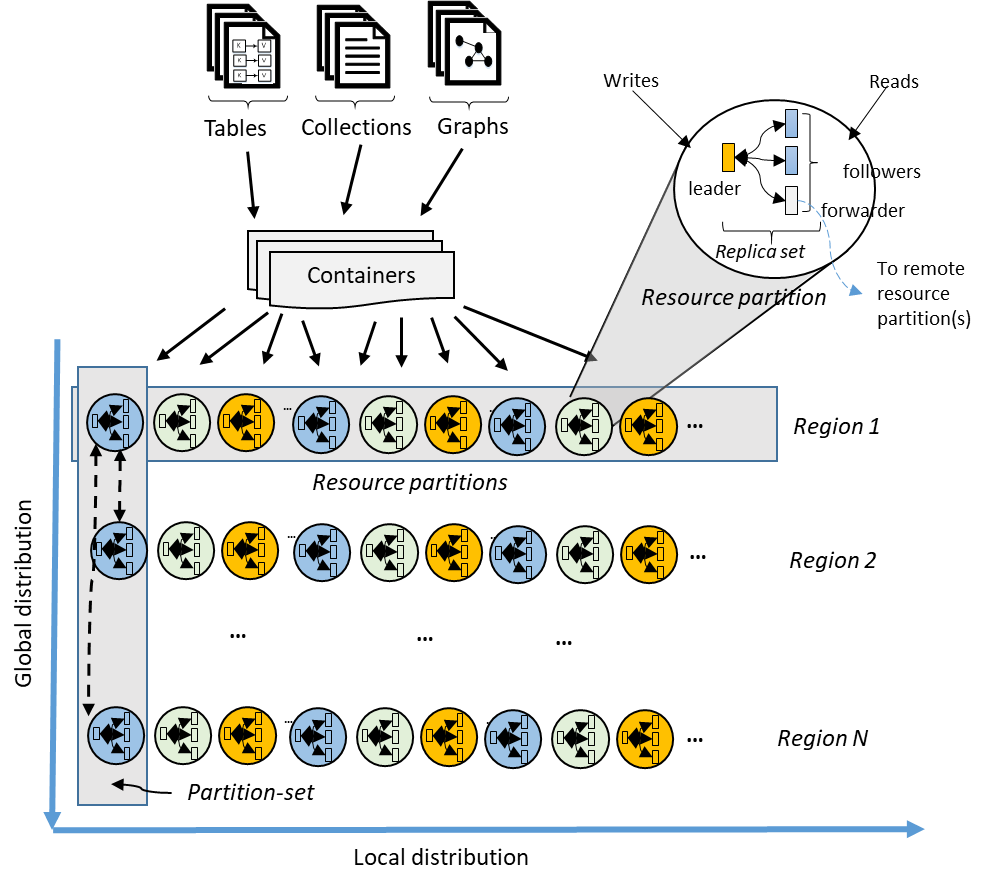 K V
K V
K V
Tables
Collections
Graphs
Writes
Reads
leader
followers
forwarder
Replica set
Resource partition
To remote
resource
partition(s)
Containers
...
Region 1
Resource partitions
...
Region 2
... ... ...
...
Region N
Partition-set
Global distribution
Local distribution